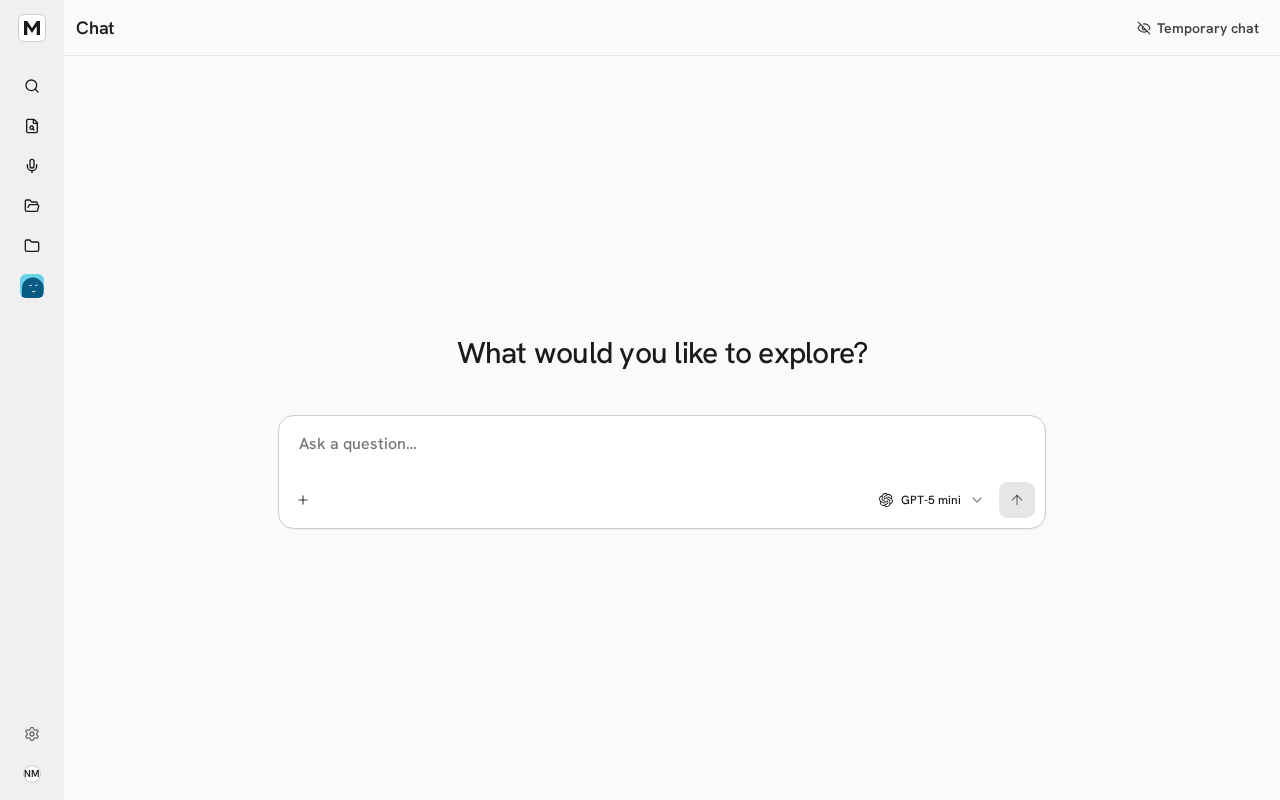 M
Chat
Temporary chat
What would you like to explore?
Ask a question...
GPT-5 mini
NM